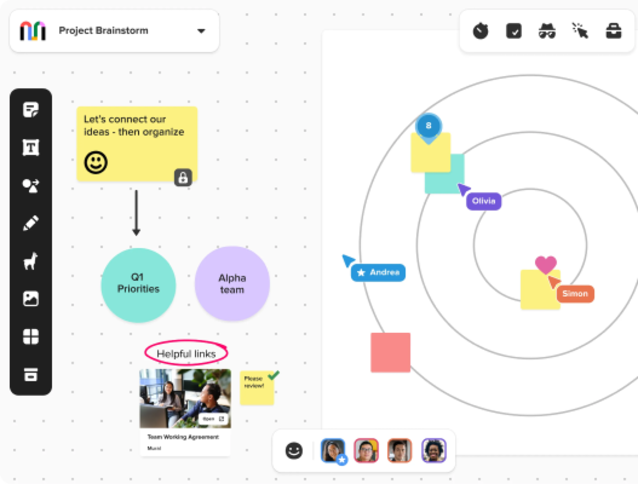 Project Brainstorm
Let's connect our
ideas - then organize
8
Olivia
Andrea
Q1
Priorities
Alpha
team
Simon
Helpful links
Please
review!
Open
Team Working Agreement
Mural